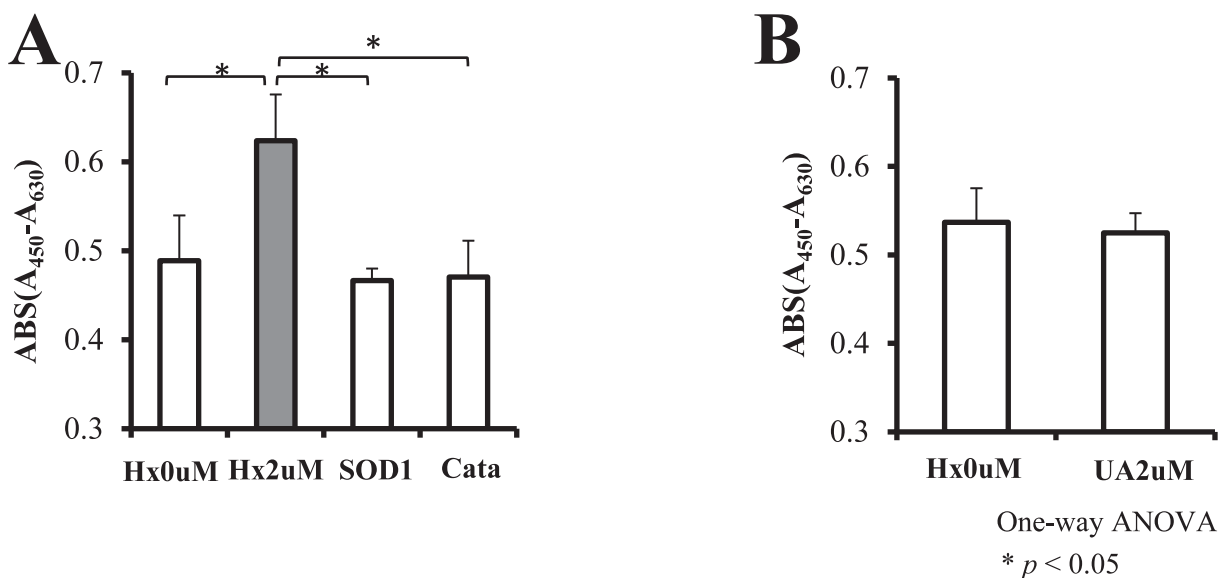 A
* * *
0.7
0.6
0.5
0.4
0.3
ABS(A450-A630)
Hx0uM Hx2uM SOD1 Cata
B
0.7
0.6
0.5
0.4
0.3
ABS(A450-A630)
Hx0uM UA2uM
One-way ANOVA
* p < 0.05